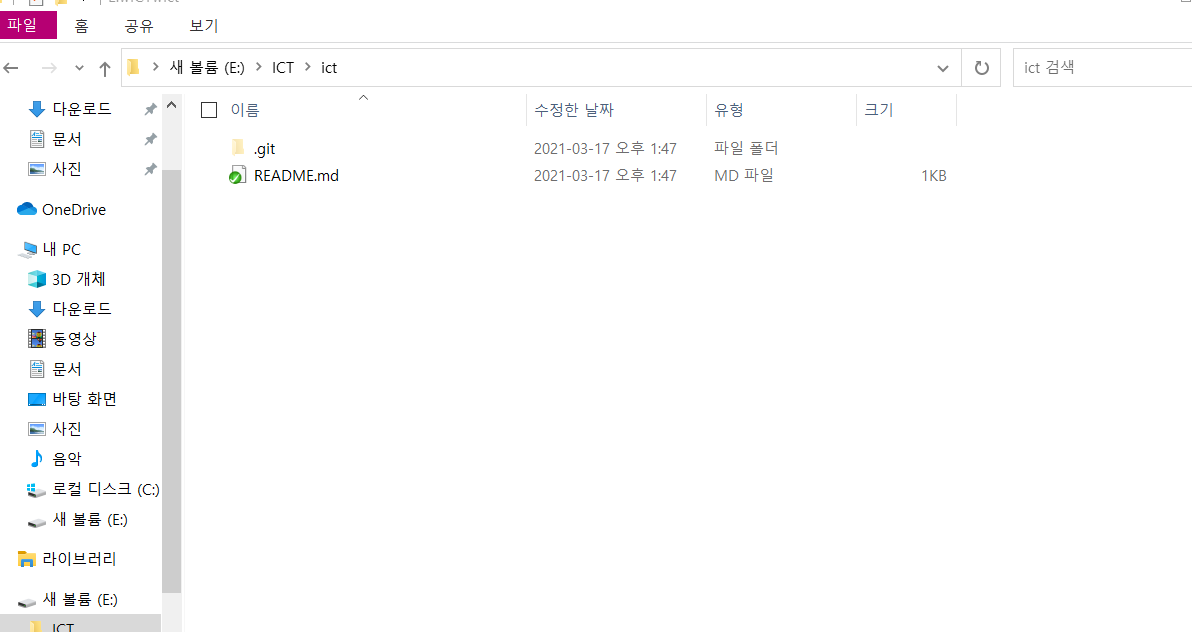 파일 홈 공유 보기
새 볼륨 (E:) ICT ict
ict 검색
이름 수정한 날짜 유형 크기
.git 2021-03-17 오후 1:47 파일 폴더
README.md 2021-03-17 오후 1:47 MD 파일 1KB
다운로드
문서
사진
OneDrive
내 PC
3D 개체
다운로드
동영상
문서
바탕 화면
사진
음악
로컬 디스크 (C:)
새 볼륨 (E:)
라이브러리
새 볼륨 (E:)
ICT